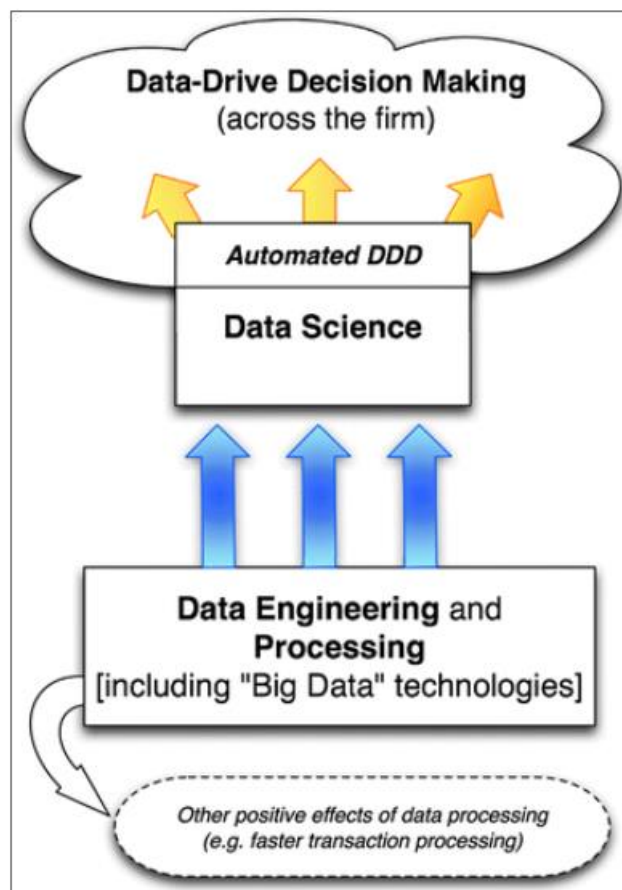 Data-Drive Decision Making
(across the firm)
Automated DDD
Data Science
Data Engineering and
Processing
[including "Big Data" technologies]
Other positive effects of data processing
(e.g. faster transaction processing)